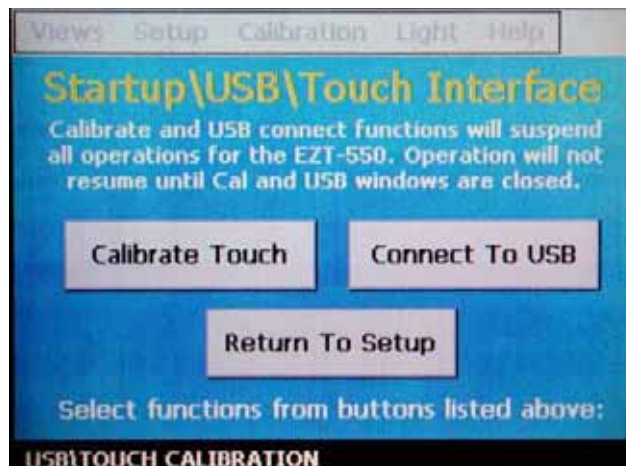 Views Setup Calibration Light Help
Startup\USB\Touch Interface
Calibrate and USB connect functions will suspend
all operations for the EZT-550. Operation will not
resume until Cal and USB windows are closed.
Calibrate Touch
Connect To USB
Return To Setup
Select functions from buttons listed above:
USB\TOUCH CALIBRATION